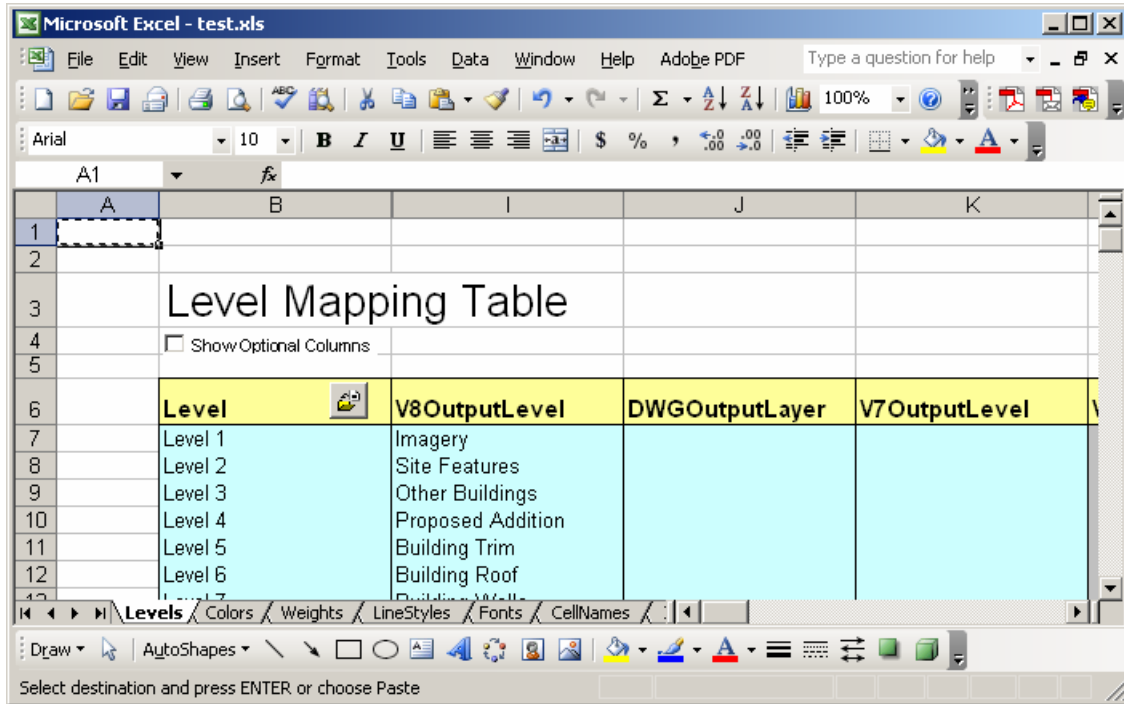 Microsoft Excel - test.xls
File Edit View Insert Format Tools Data Window Help Adobe PDF Type a question for help
100%
Arial 10 B I U $ % , .00 .0
A1 fx
A B I J K
1
2
3 Level Mapping Table
4 Show Optional Columns
5
6 Level V8OutputLevel DWGOutputLayer V7OutputLevel
7 Level 1 Imagery
8 Level 2 Site Features
9 Level 3 Other Buildings
10 Level 4 Proposed Addition
11 Level 5 Building Trim
12 Level 6 Building Roof
Levels Colors Weights LineStyles Fonts CellNames
Draw AutoShapes
Select destination and press ENTER or choose Paste